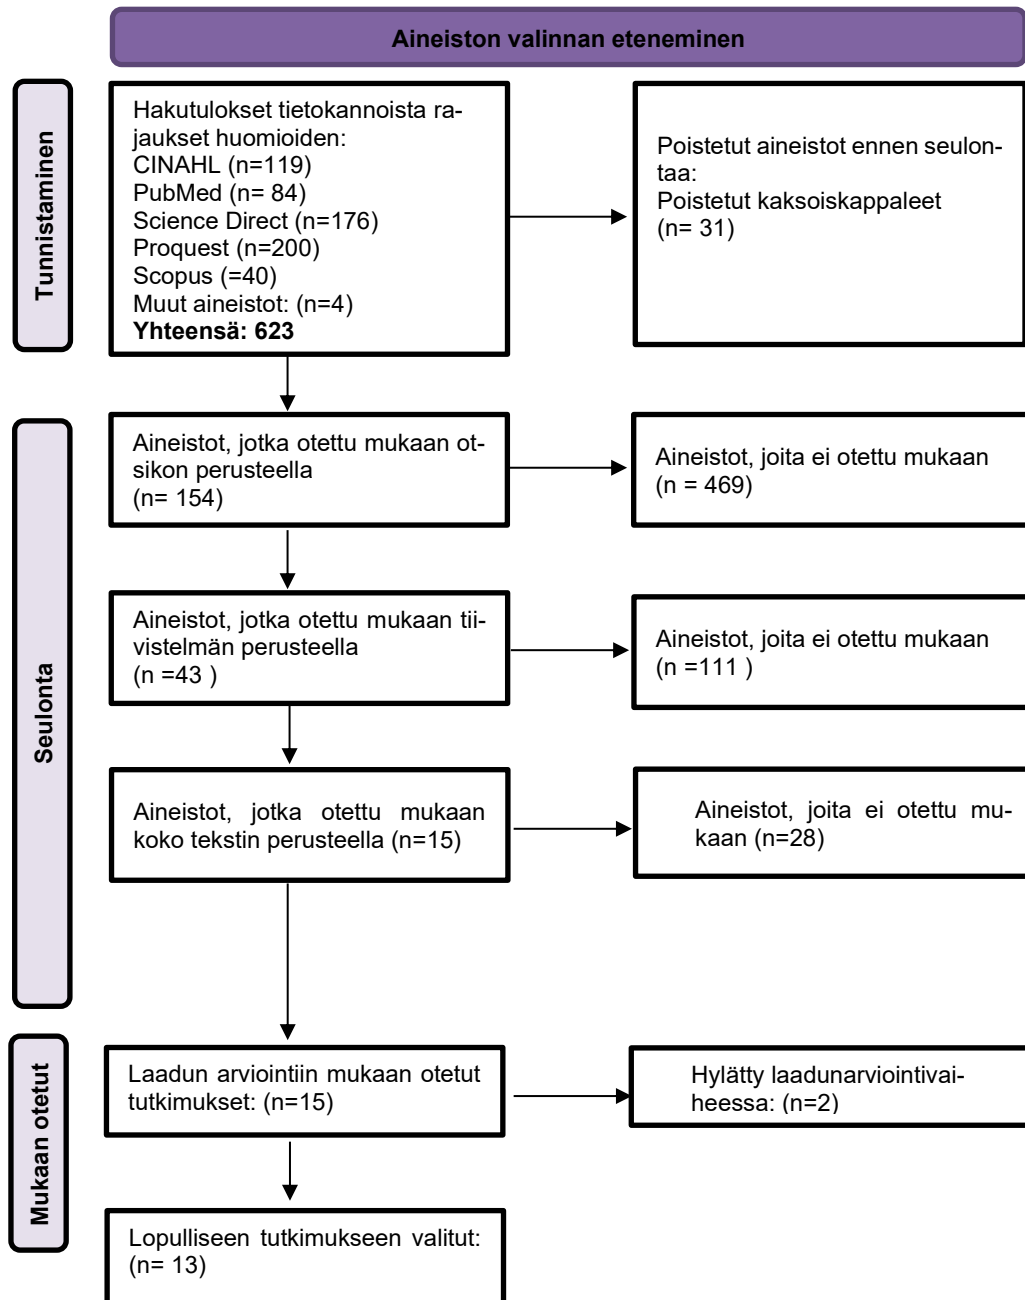 Aineiston valinnan eteneminen
Tunnistaminen
Hakutulokset tietokannoista ra-
jaukset huomioiden:
CINAHL (n=119)
PubMed (n= 84)
Science Direct (n=176)
Proquest (n=200)
Scopus (=40)
Muut aineistot: (n=4)
Yhteensä: 623
Poistetut aineistot ennen seulon-
taa:
Poistetut kaksoiskappaleet
(n= 31)
Seulonta
Aineistot, jotka otettu mukaan ot-
sikon perusteella
(n= 154)
Aineistot, joita ei otettu mukaan
(n = 469)
Aineistot, jotka otettu mukaan tii-
vistelmän perusteella
(n =43 )
Aineistot, joita ei otettu mukaan
(n =111 )
Aineistot, jotka otettu mukaan
koko tekstin perusteella (n=15)
Aineistot, joita ei otettu mu-
kaan (n=28)
Mukaan otetut
Laadun arviointiin mukaan otetut
tutkimukset: (n=15)
Hylätty laadunarviointivai-
heessa: (n=2)
Lopulliseen tutkimukseen valitut:
(n= 13)